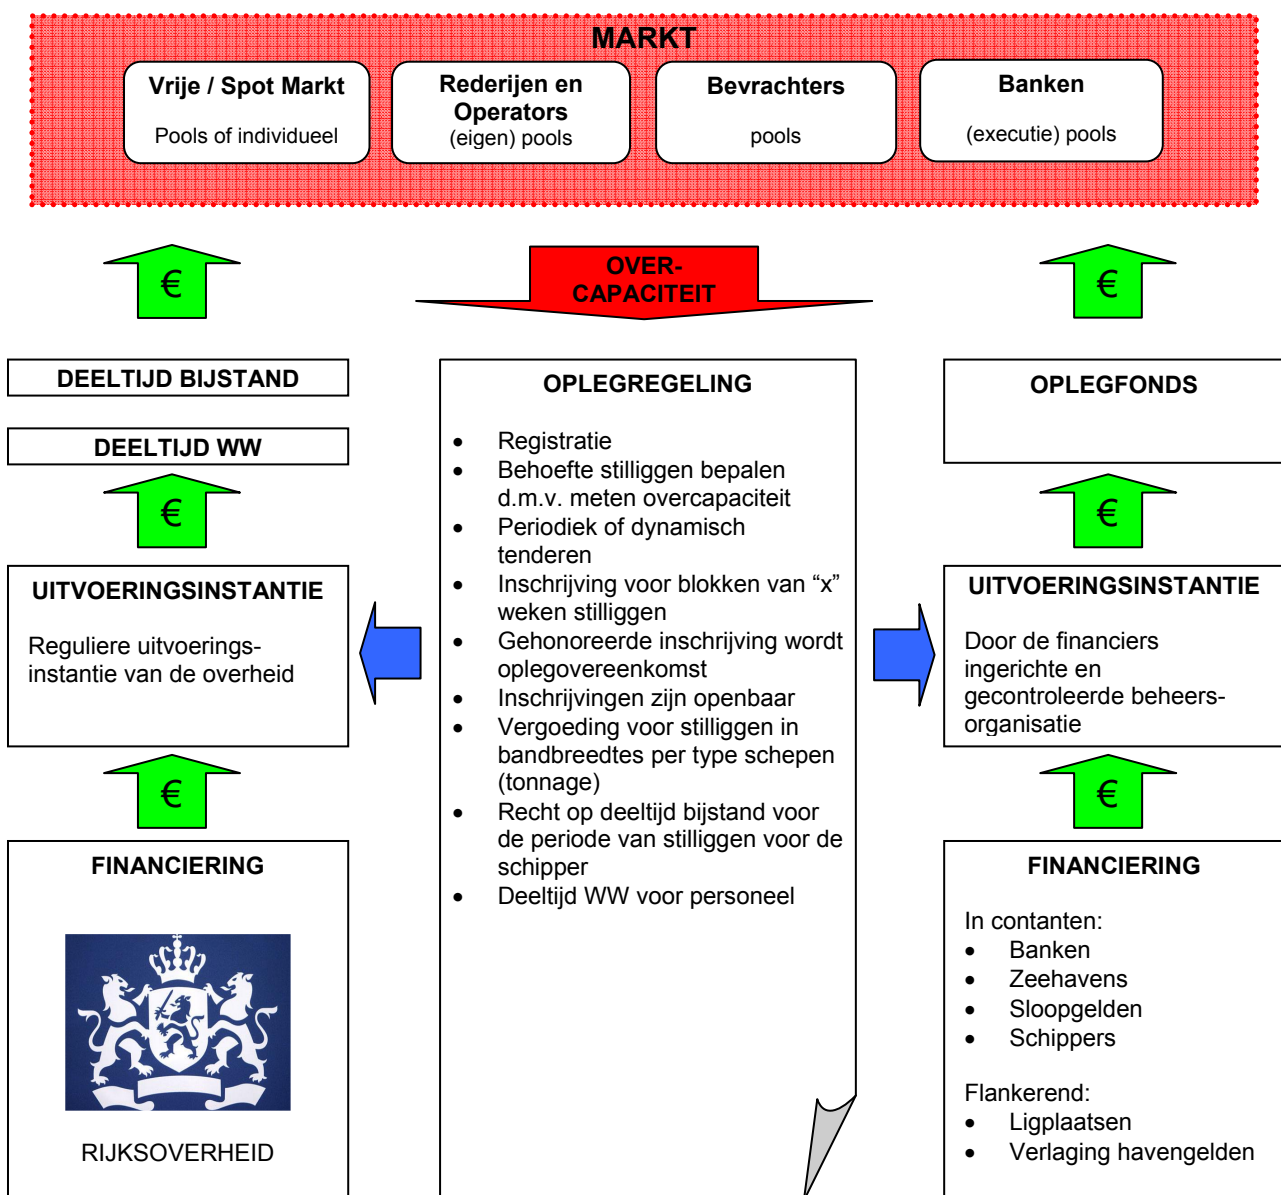 MARKT
Vrije / Spot Markt
Pools of individueel
Rederijen en
Operators
(eigen) pools
Bevrachters
pools
Banken
(executie) pools
€
OVER-
CAPACITEIT
€
DEELTIJD BIJSTAND
DEELTIJD WW
€
UITVOERINGSINSTANTIE
Reguliere uitvoerings-
instantie van de overheid
€
FINANCIERING
RIJKSOVERHEID
OPLEGREGELING
• Registratie
• Behoefte stilliggen bepalen
d.m.v. meten overcapaciteit
• Periodiek of dynamisch
tenderen
• Inschrijving voor blokken van “x”
weken stilliggen
• Gehonoreerde inschrijving wordt
oplegovereenkomst
• Inschrijvingen zijn openbaar
• Vergoeding voor stilliggen in
bandbreedtes per type schepen
(tonnage)
• Recht op deeltijd bijstand voor
de periode van stilliggen voor de
schipper
• Deeltijd WW voor personeel
OPLEGFONDS
€
UITVOERINGSINSTANTIE
Door de financiers
ingerichte en
gecontroleerde beheers-
organisatie
€
FINANCIERING
In contanten:
• Banken
• Zeehavens
• Sloopgelden
• Schippers
Flankerend:
• Ligplaatsen
• Verlaging havengelden